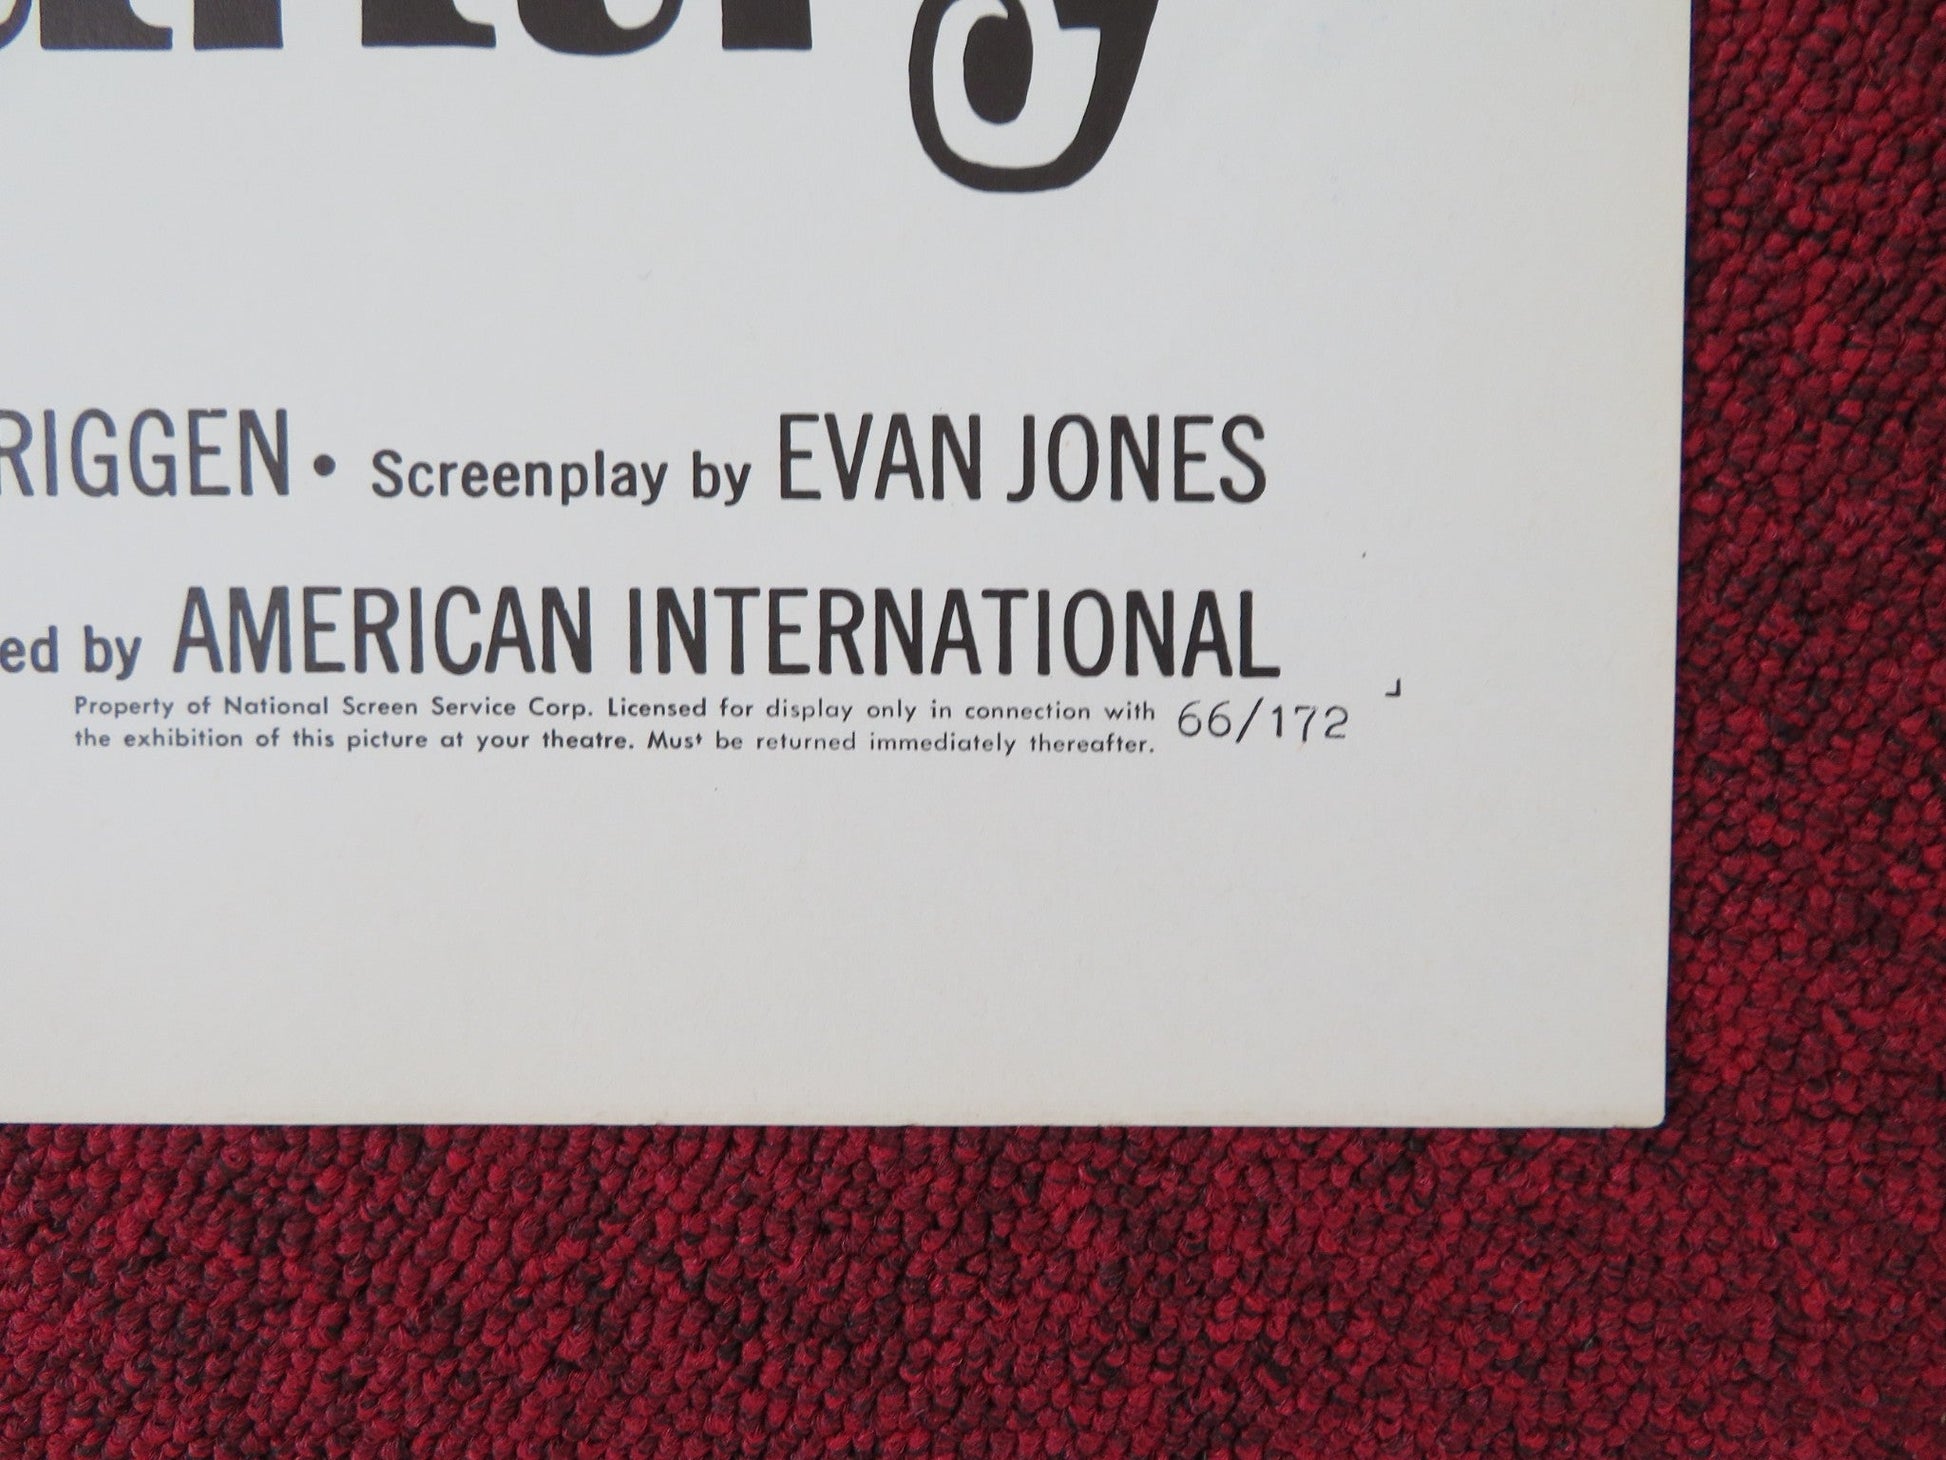 RIGGEN • Screenplay by EVAN JONES
ed by AMERICAN INTERNATIONAL
Property of National Screen Service Corp. Licensed for display only in connection with 66/172
the exhibition of this picture at your theatre. Must be returned immediately thereafter.